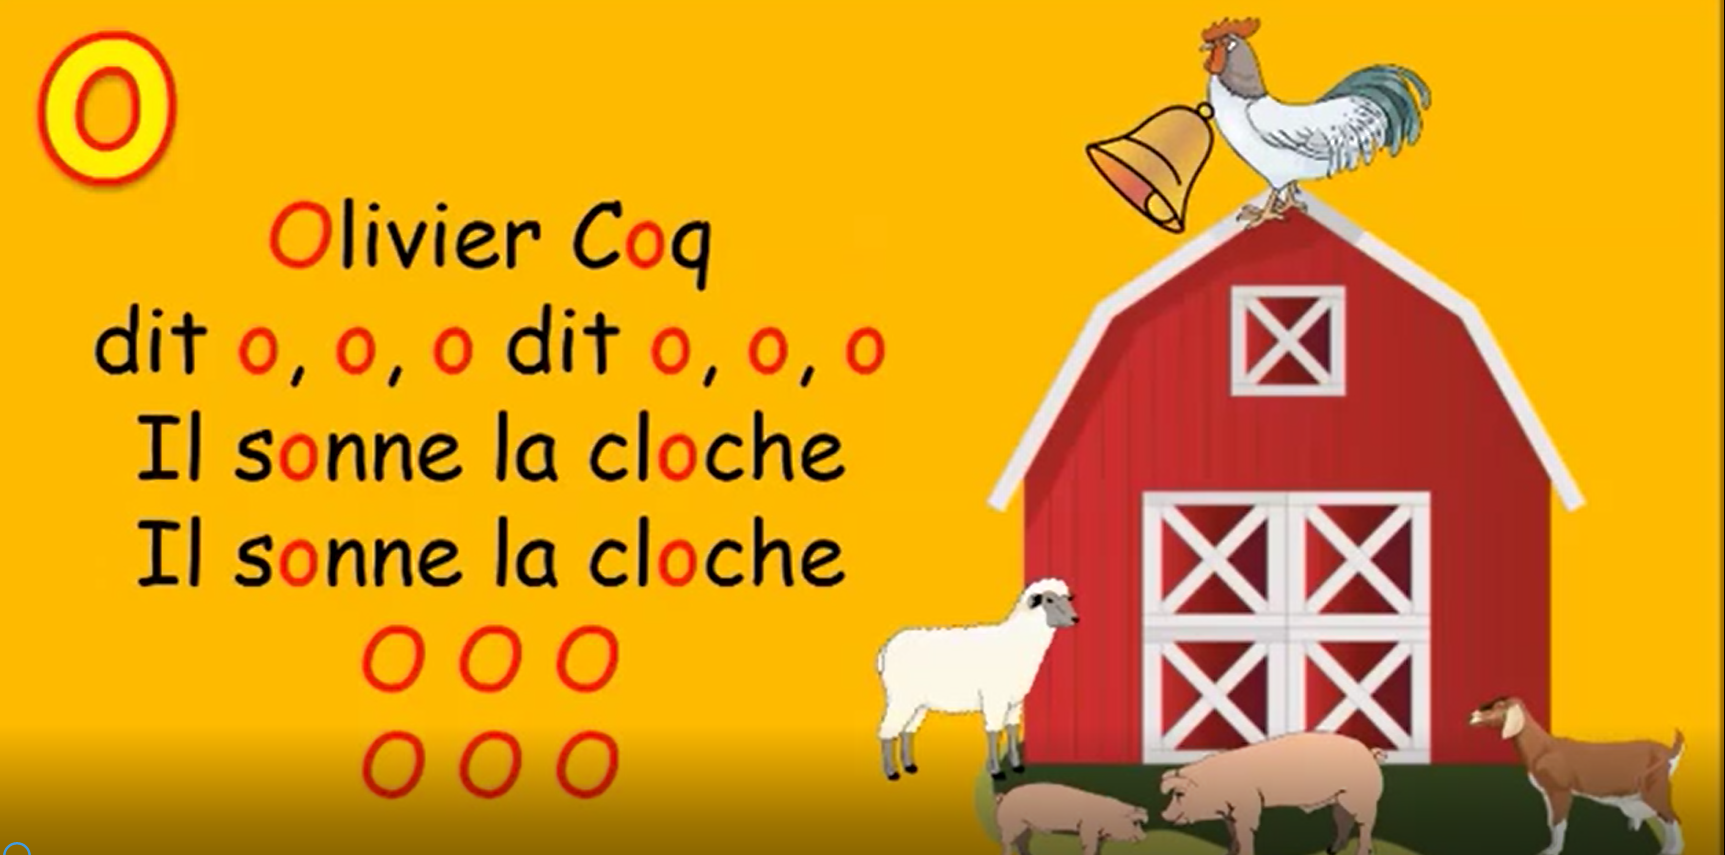 O
Olivier Coq
dit o, o, o dit o, o, o
Il sonne la cloche
Il sonne la cloche
O O O
O O O